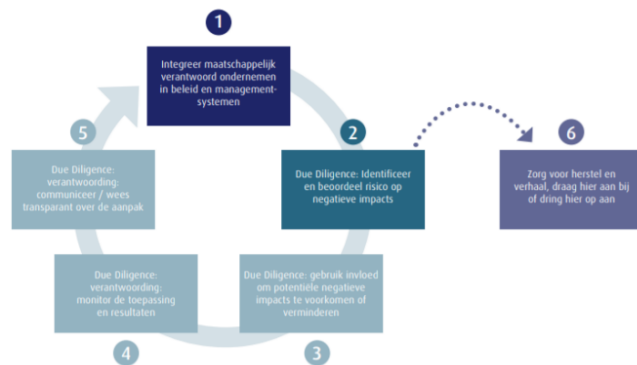 1
Integreer maatschappelijk
verantwoord ondernemen
in beleid en management-
systemen
2
Due Diligence: Identificeer
en beoordeel risico op
negatieve impacts
3
Due Diligence: gebruik invloed
om potentiële negatieve
impacts te voorkomen of
verminderen
4
Due Diligence:
verantwoording:
monitor de toepassing
en resultaten
5
Due Diligence:
verantwoording:
communiceer / wees
transparant over de aanpak
6
Zorg voor herstel en
verhaal, draag hier aan bij
of dring hier op aan